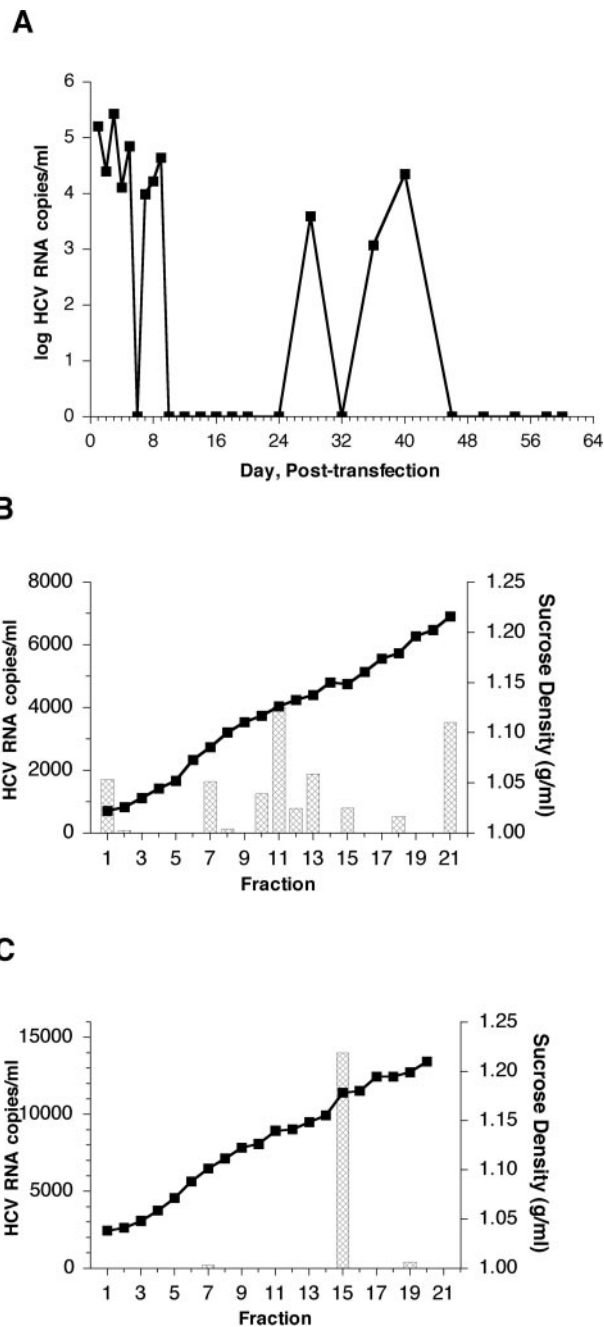 A
log HCV RNA copies/ml
6
5
4
3
2
1
0
0 8 16 24 32 40 48 56 64
Day, Post-transfection
B
HCV RNA copies/ml
8000
6000
4000
2000
0
1.25
1.20
1.15
1.10
1.05
1.00
Sucrose Density (g/ml)
1 3 5 7 9 11 13 15 17 19 21
Fraction
C
HCV RNA copies/ml
15000
10000
5000
0
1.25
1.20
1.15
1.10
1.05
1.00
Sucrose Density (g/ml)
1 3 5 7 9 11 13 15 17 19 21
Fraction